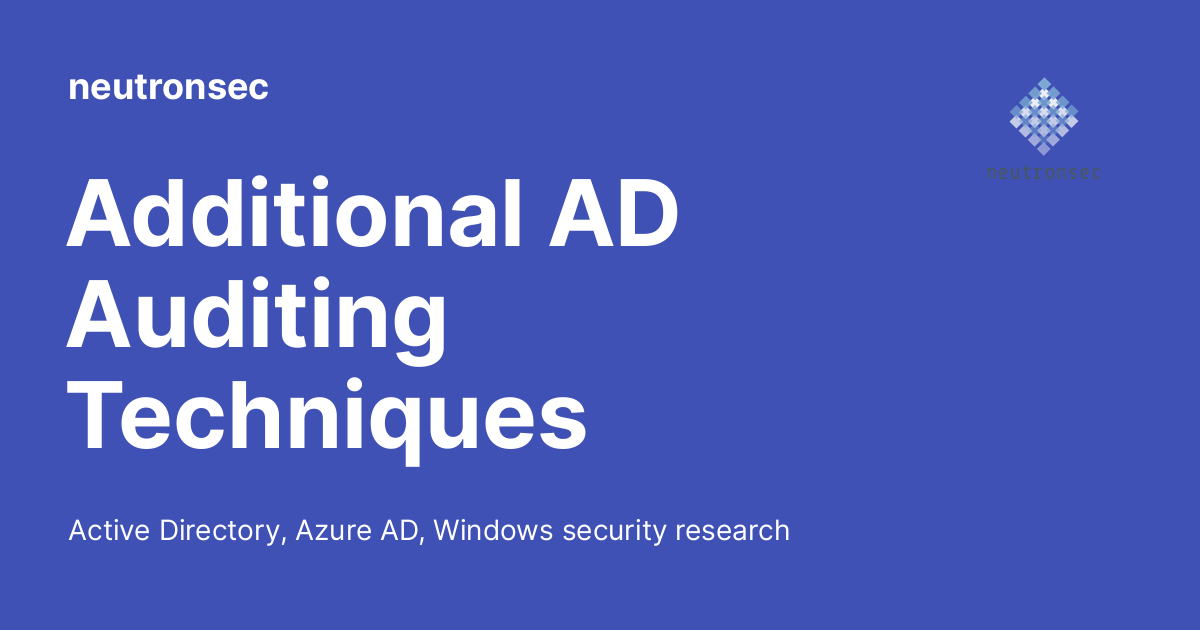 neutronsec
neutronsec
Additional AD
Auditing
Techniques
Active Directory, Azure AD, Windows security research